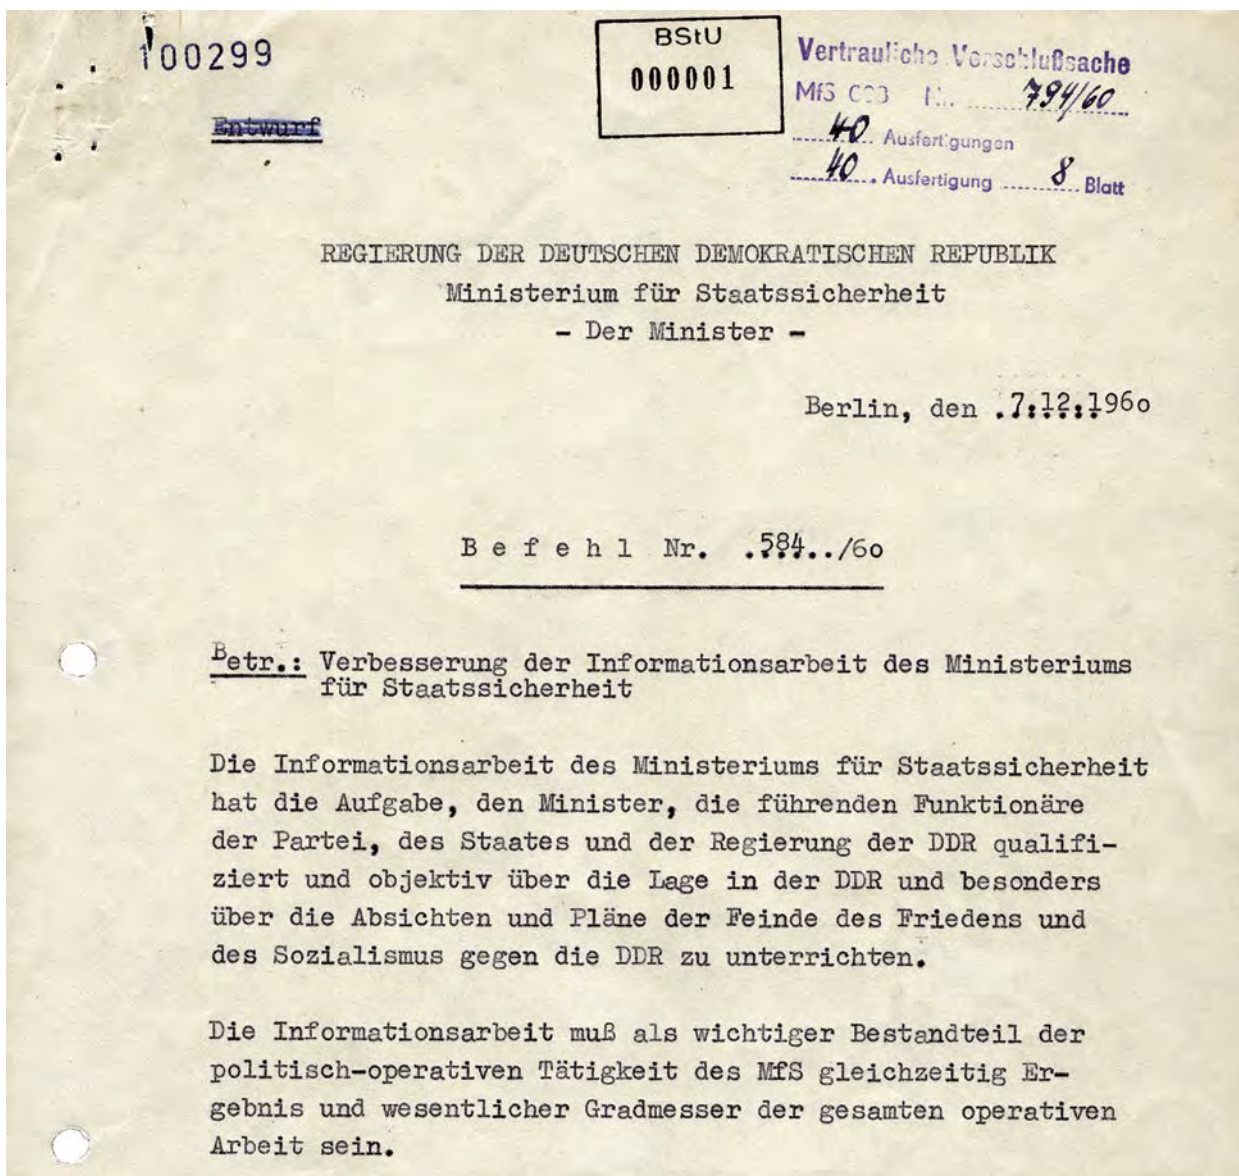 100299
Entwurf
BStU
000001
Vertrauliche Verschlußsache
MfS Nr. 794/60
40 Ausfertigungen
40. Ausfertigung 8 Blatt
REGIERUNG DER DEUTSCHEN DEMOKRATISCHEN REPUBLIK
Ministerium für Staatssicherheit
- Der Minister -
Berlin, den .7.12.1960
B e f e h l Nr. .584../60
Betr.: Verbesserung der Informationsarbeit des Ministeriums
für Staatssicherheit
Die Informationsarbeit des Ministeriums für Staatssicherheit
hat die Aufgabe, den Minister, die führenden Funktionäre
der Partei, des Staates und der Regierung der DDR qualifi-
ziert und objektiv über die Lage in der DDR und besonders
über die Absichten und Pläne der Feinde des Friedens und
des Sozialismus gegen die DDR zu unterrichten.
Die Informationsarbeit muß als wichtiger Bestandteil der
politisch-operativen Tätigkeit des MfS gleichzeitig Er-
gebnis und wesentlicher Gradmesser der gesamten operativen
Arbeit sein.